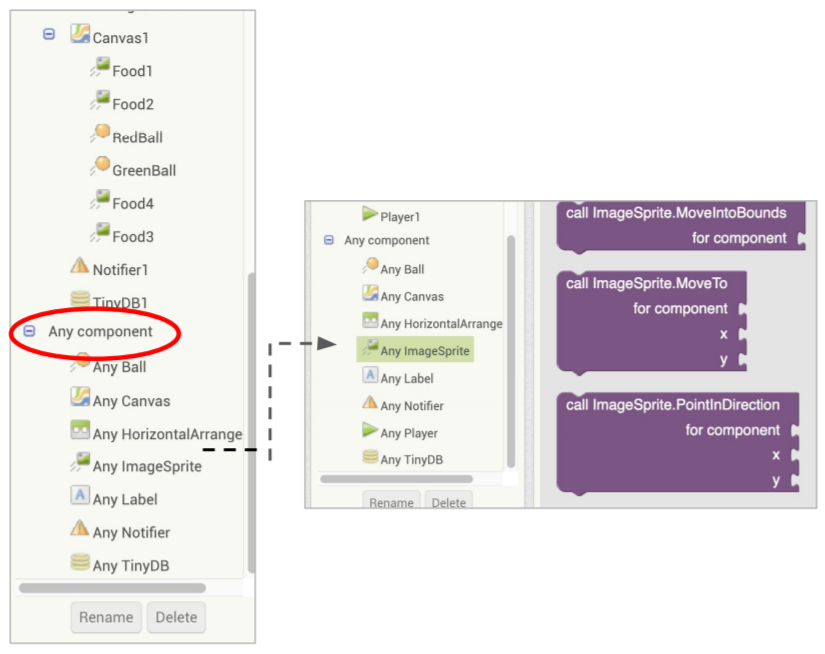 Canvas1
Food1
Food2
RedBall
GreenBall
Food4
Food3
Notifier1
TinyDB1
Any component
Any Ball
Any Canvas
Any HorizontalArrange
Any ImageSprite
Any Label
Any Notifier
Any TinyDB
Rename Delete
Player1
Any component
Any Ball
Any Canvas
Any HorizontalArrange
Any ImageSprite
A Any Label
Any Notifier
Any Player
Any TinyDB
Rename Delete
call ImageSprite.MoveIntoBounds
for component
call ImageSprite.MoveTo
for component
x
y
call ImageSprite.PointInDirection
for component
x
y